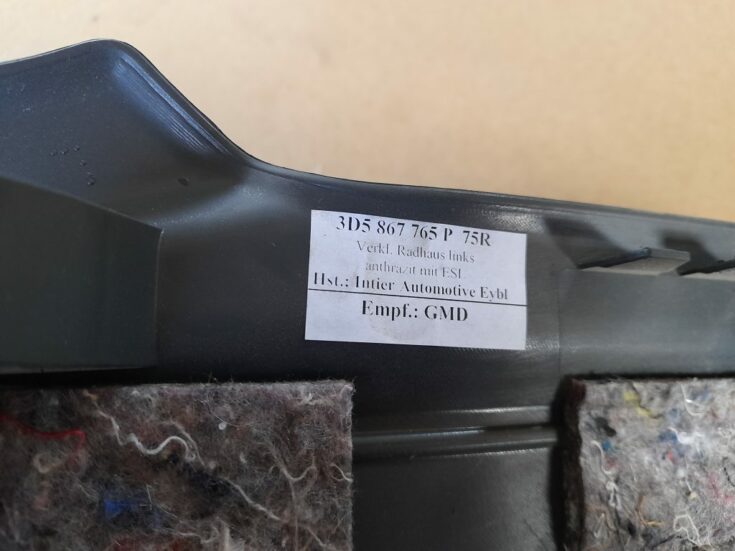 3D5 867 765 P 75R
Verkl. Radhaus links
anthrazit mit ESL
Hst.: Intier Automotive Eybl
Empf.: GMD